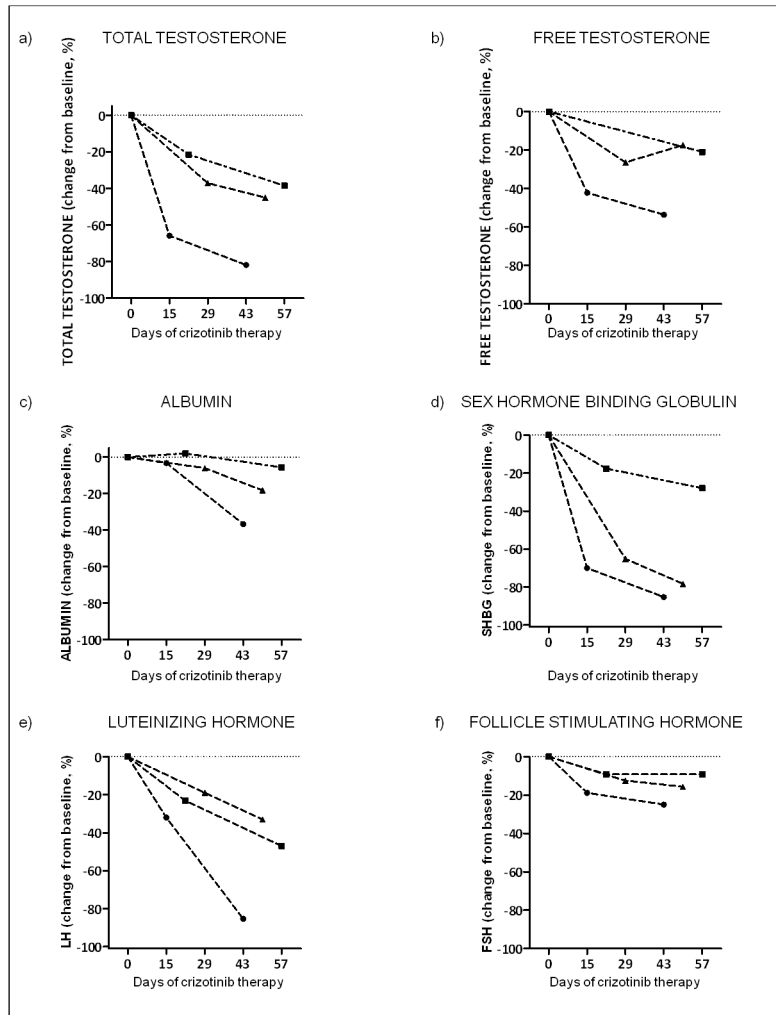 a) TOTAL TESTOSTERONE
TOTAL TESTOSTERONE (change from baseline, %)
0
-20
-40
-60
-80
-100
0 15 29 43 57
Days of crizotinib therapy
b) FREE TESTOSTERONE
FREE TESTOSTERONE (change from baseline, %)
0
-20
-40
-60
-80
-100
0 15 29 43 57
Days of crizotinib therapy
c) ALBUMIN
ALBUMIN (change from baseline, %)
0
-20
-40
-60
-80
-100
0 15 29 43 57
Days of crizotinib therapy
d) SEX HORMONE BINDING GLOBULIN
SHBG (change from baseline, %)
0
-20
-40
-60
-80
-100
0 15 29 43 57
Days of crizotinib therapy
e) LUTEINIZING HORMONE
LH (change from baseline, %)
0
-20
-40
-60
-80
-100
0 15 29 43 57
Days of crizotinib therapy
f) FOLLICLE STIMULATING HORMONE
FSH (change from baseline, %)
0
-20
-40
-60
-80
-100
0 15 29 43 57
Days of crizotinib therapy